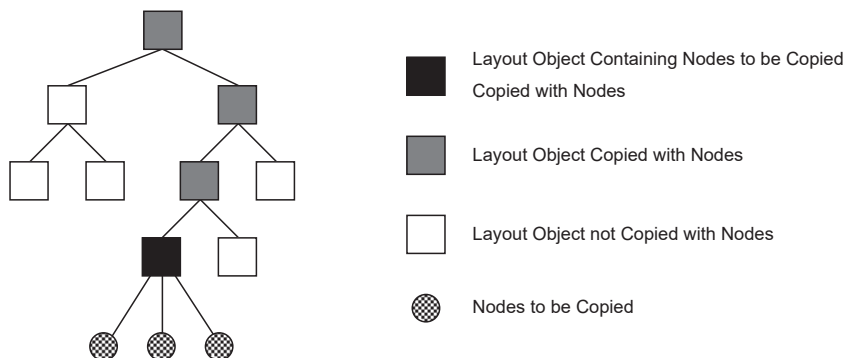 Layout Object Containing Nodes to be Copied
Copied with Nodes
Layout Object Copied with Nodes
Layout Object not Copied with Nodes
Nodes to be Copied